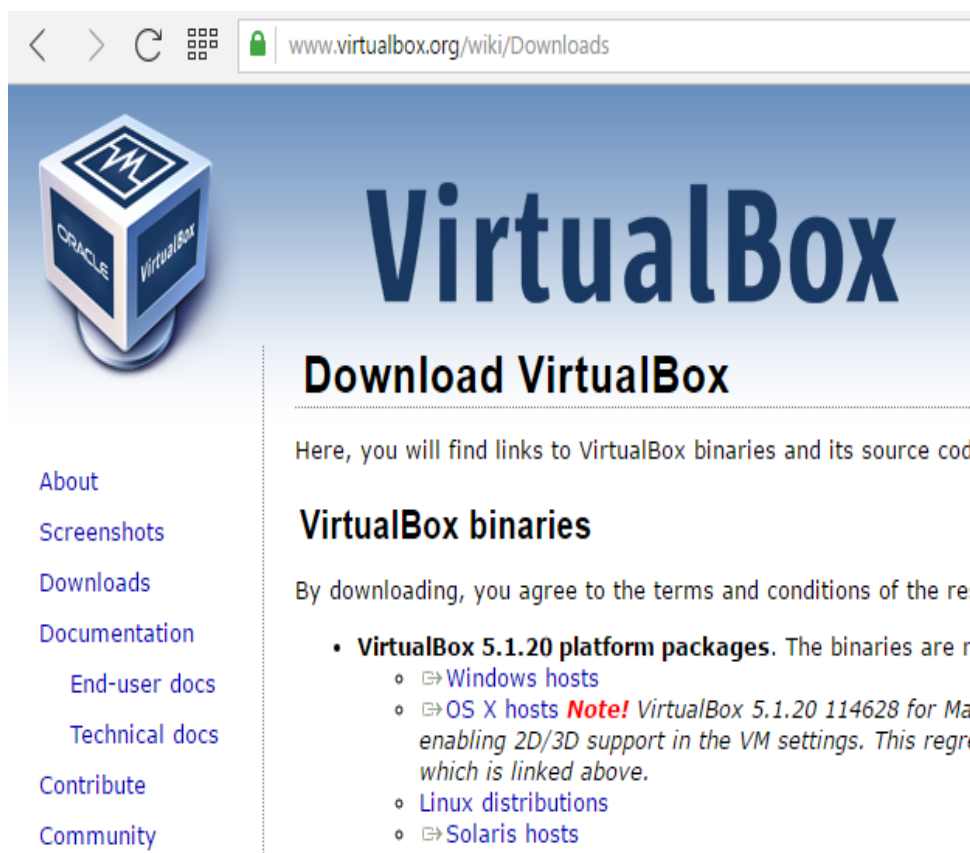 www.virtualbox.org/wiki/Downloads
ORACLE
VirtualBox
VirtualBox
Download VirtualBox
Here, you will find links to VirtualBox binaries and its source cod
About
Screenshots
Downloads
Documentation
End-user docs
Technical docs
Contribute
Community
VirtualBox binaries
By downloading, you agree to the terms and conditions of the re
• VirtualBox 5.1.20 platform packages. The binaries are r
Windows hosts
OS X hosts Note! VirtualBox 5.1.20 114628 for Ma
enabling 2D/3D support in the VM settings. This regre
which is linked above.
Linux distributions
Solaris hosts